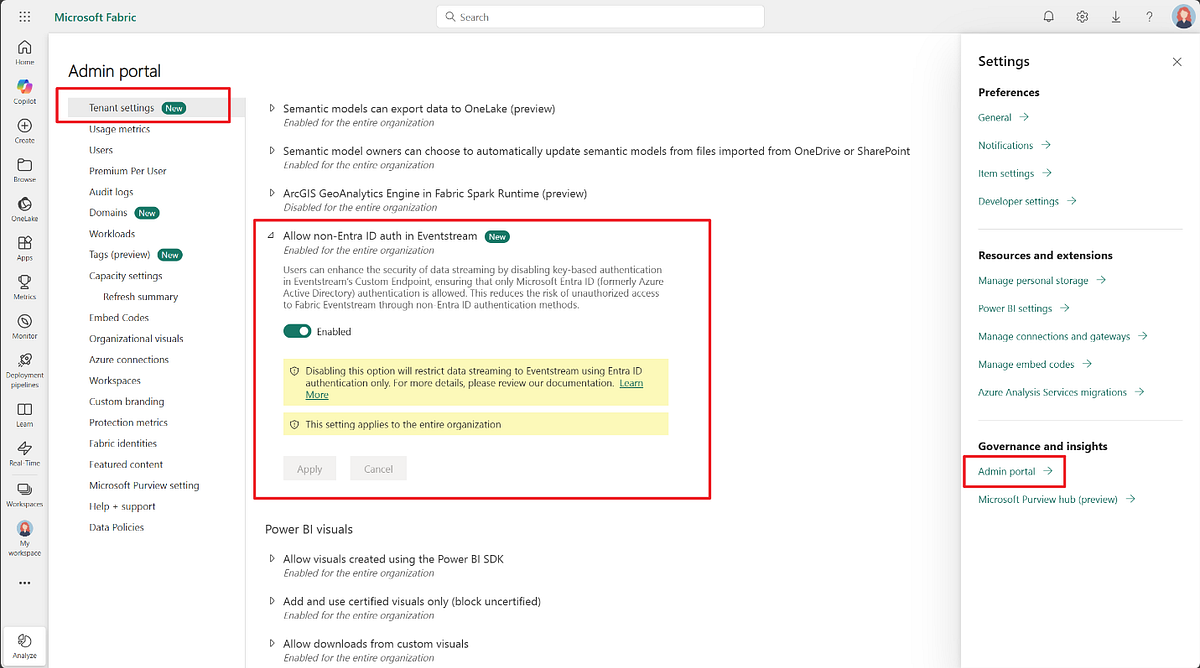 Microsoft Fabric
Search
?
Home
Copilot
Create
Browse
OneLake
Apps
Metrics
Monitor
Deployment
pipelines
Learn
Real-Time
Workspaces
My
workspace
...
Analyze
Admin portal
Tenant settings New
Usage metrics
Users
Premium Per User
Audit logs
Domains New
Workloads
Tags (preview) New
Capacity settings
Refresh summary
Embed Codes
Organizational visuals
Azure connections
Workspaces
Custom branding
Protection metrics
Fabric identities
Featured content
Microsoft Purview setting
Help + support
Data Policies
Semantic models can export data to OneLake (preview)
Enabled for the entire organization
Semantic model owners can choose to automatically update semantic models from files imported from OneDrive or SharePoint
Enabled for the entire organization
ArcGIS GeoAnalytics Engine in Fabric Spark Runtime (preview)
Disabled for the entire organization
Allow non-Entra ID auth in Eventstream New
Enabled for the entire organization
Users can enhance the security of data streaming by disabling key-based authentication
in Eventstream's Custom Endpoint, ensuring that only Microsoft Entra ID (formerly Azure
Active Directory) authentication is allowed. This reduces the risk of unauthorized access
to Fabric Eventstream through non-Entra ID authentication methods.
Enabled
Disabling this option will restrict data streaming to Eventstream using Entra ID
authentication only. For more details, please review our documentation. Learn
More
This setting applies to the entire organization
Apply Cancel
Power BI visuals
Allow visuals created using the Power BI SDK
Enabled for the entire organization
Add and use certified visuals only (block uncertified)
Enabled for the entire organization
Allow downloads from custom visuals
Enabled for the entire organization
Settings
Preferences
General
Notifications
Item settings
Developer settings
Resources and extensions
Manage personal storage
Power BI settings
Manage connections and gateways
Manage embed codes
Azure Analysis Services migrations
Governance and insights
Admin portal
Microsoft Purview hub (preview)